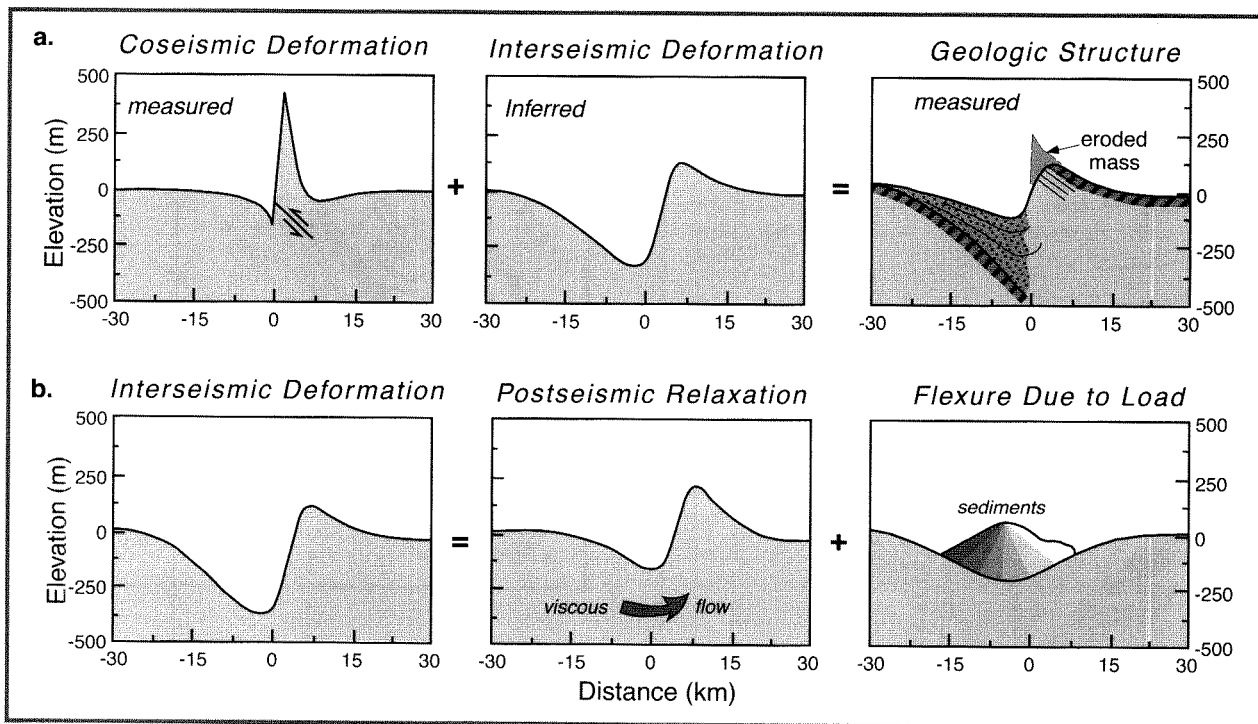 a.
Coseismic Deformation
Interseismic Deformation
Geologic Structure
500
250
0
-250
-500
Elevation (m)
measured
-30 -15 0 15 30
+
Inferred
-30 -15 0 15 30
=
measured
eroded
mass
500
250
0
-250
-500
-30 -15 0 15 30
b.
Interseismic Deformation
Postseismic Relaxation
Flexure Due to Load
500
250
0
-250
-500
Elevation (m)
-30 -15 0 15 30
=
viscous flow
-30 -15 0 15 30
+
sediments
500
250
0
-250
-500
-30 -15 0 15 30
Distance (km)